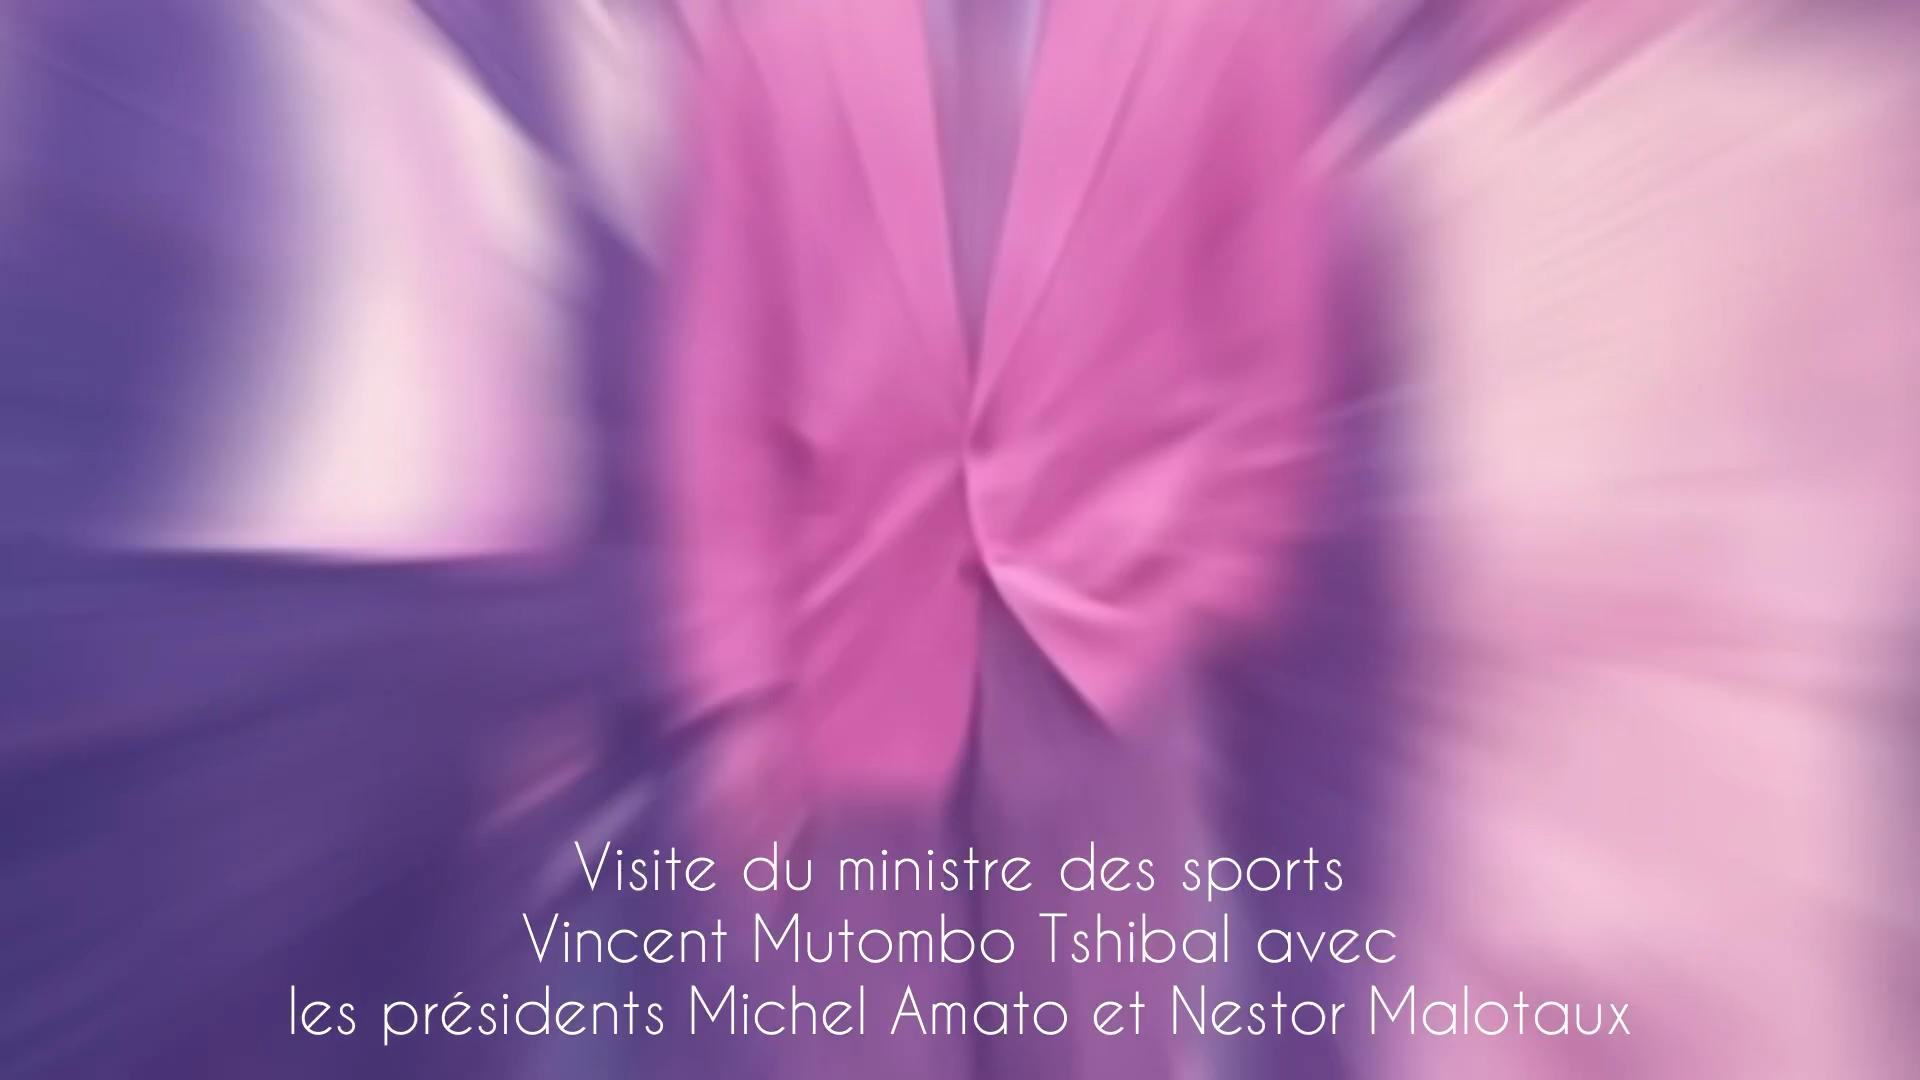 Visite du ministre des sports
Vincent Mutombo Tshibal avec
les présidents Michel Amato et Nestor Malotaux